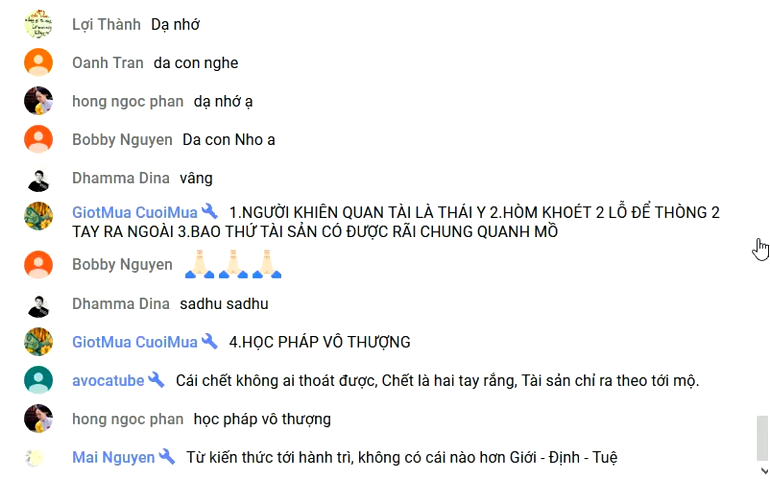 Lợi Thành Dạ nhớ
Oanh Tran da con nghe
hong ngoc phan dạ nhớ ạ
Bobby Nguyen Da con Nho a
Dhamma Dina vâng
GiotMua CuoiMua 1.NGƯỜI KHIÊN QUAN TÀI LÀ THÁI Y 2.HÒM KHOÉT 2 LỖ ĐỂ THÒNG 2
TAY RA NGOÀI 3.BAO THỨ TÀI SẢN CÓ ĐƯỢC RÃI CHUNG QUANH MỒ
Bobby Nguyen 🙏🙏🙏
Dhamma Dina sadhu sadhu
GiotMua CuoiMua 4.HỌC PHÁP VÔ THƯỢNG
avocatube Cái chết không ai thoát được, Chết là hai tay rắng, Tài sản chỉ ra theo tới mộ.
hong ngoc phan học pháp vô thượng
Mai Nguyen Từ kiến thức tới hành trì, không có cái nào hơn Giới - Định - Tuệ